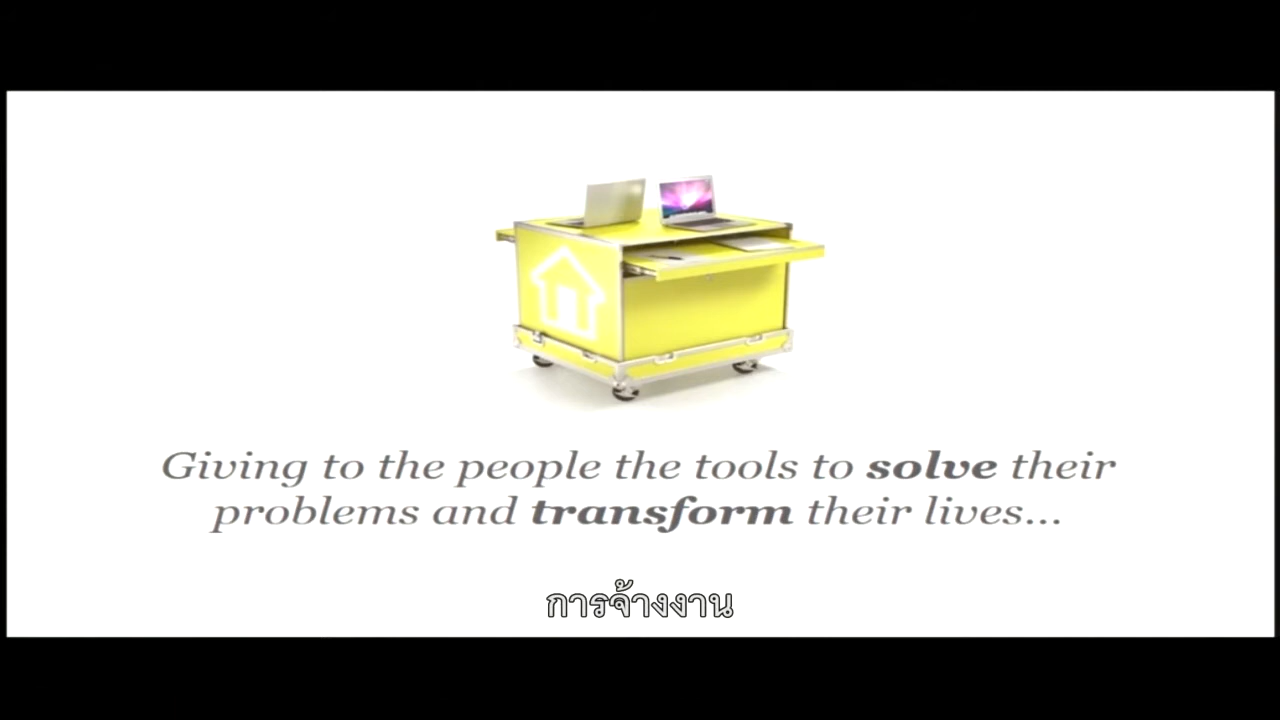 Giving to the people the tools to solve their
problems and transform their lives...
การจ้างงาน